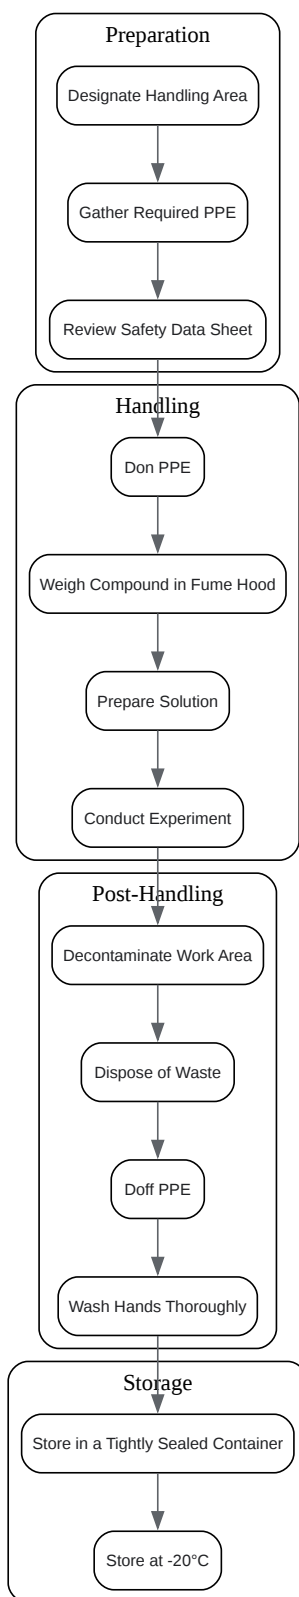 Preparation
Designate Handling Area
Gather Required PPE
Review Safety Data Sheet
Handling
Don PPE
Weigh Compound in Fume Hood
Prepare Solution
Conduct Experiment
Post-Handling
Decontaminate Work Area
Dispose of Waste
Doff PPE
Wash Hands Thoroughly
Storage
Store in a Tightly Sealed Container
Store at -20°C